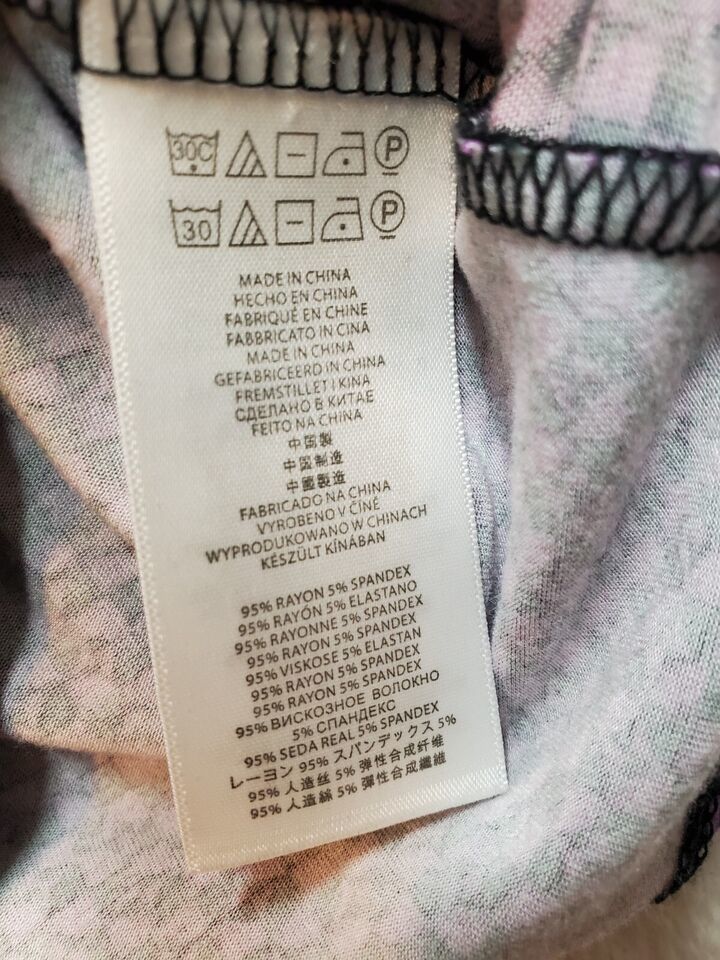 30C P
30 P
MADE IN CHINA
HECHO EN CHINA
FABRIQUÉ EN CHINE
FABBRICATO IN CINA
MADE IN CHINA
GEFABRICEERD IN CHINA
FREMSTILLET I KINA
СДЕЛАНО В КИТАЕ
FEITO NA CHINA
中国製
中国制造
中國製造
FABRICADO NA CHINA
VYROBENO V ČÍNĚ
WYPRODUKOWANO W CHINACH
KÉSZÜLT KÍNÁBAN
95% RAYON 5% SPANDEX
95% RAYÓN 5% ELASTANO
95% RAYONNE 5% SPANDEX
95% RAYON 5% SPANDEX
95% VISKOSE 5% ELASTAN
95% RAYON 5% SPANDEX
95% RAYON 5% SPANDEX
95% ВИСКОЗНОЕ ВОЛОКНО
5% СПАНДЕКС
95% SEDA REAL 5% SPANDEX
レーヨン 95% スパンデックス 5%
95% 人造丝 5% 弹性合成纤维
95% 人造絲 5% 彈性合成纖維